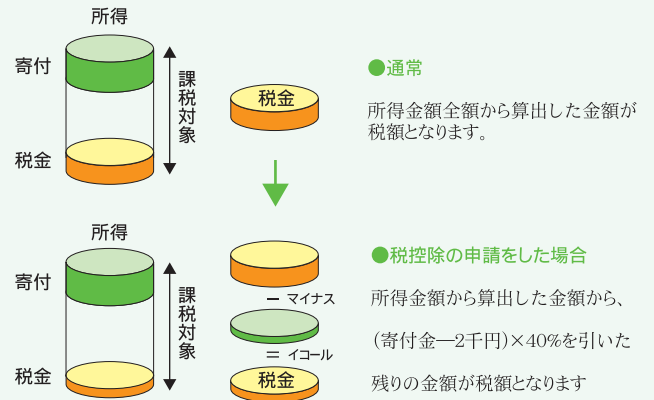 所得
寄付
課税対象
税金
税金
●通常
所得金額全額から算出した金額が
税額となります。
所得
寄付
課税対象
税金
− マイナス
＝ イコール
税金
●税控除の申請をした場合
所得金額から算出した金額から、
（寄付金―2千円）×40%を引いた
残りの金額が税額となります